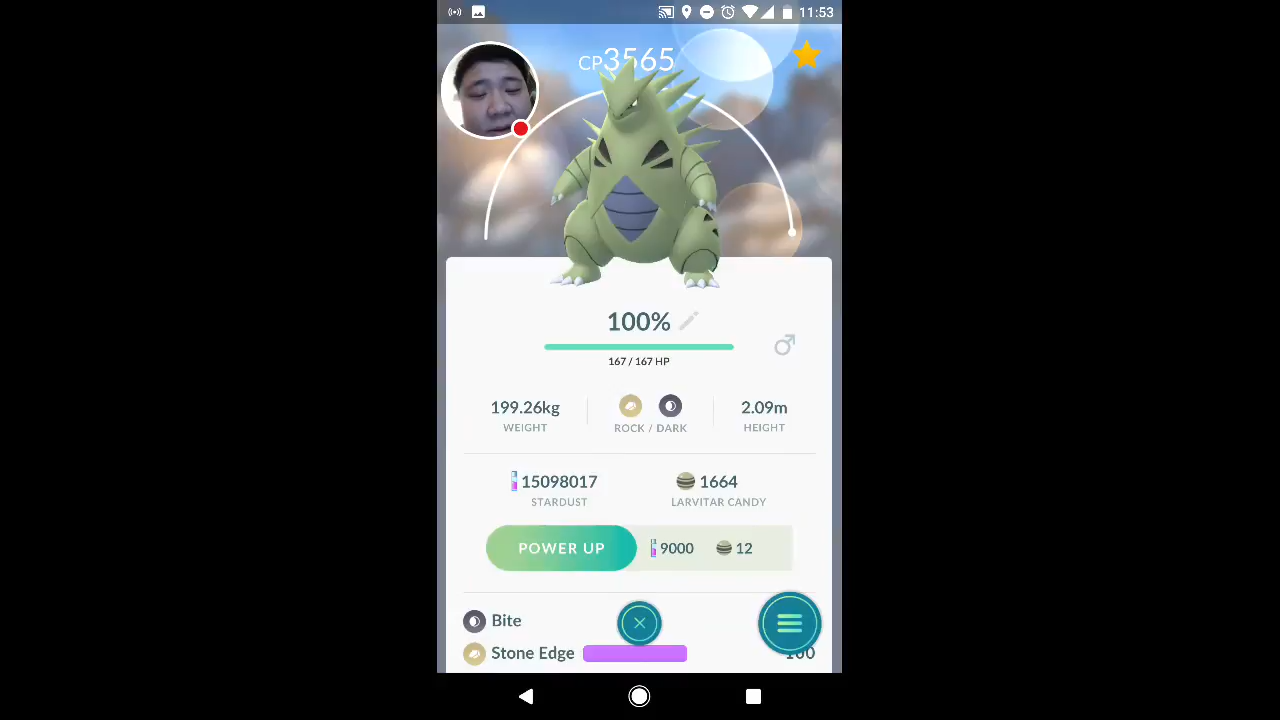 11:53
CP3565
100%
167 / 167 HP
199.26kg
WEIGHT
ROCK / DARK
2.09m
HEIGHT
15098017
STARDUST
1664
LARVITAR CANDY
POWER UP
9000
12
Bite
Stone Edge
100